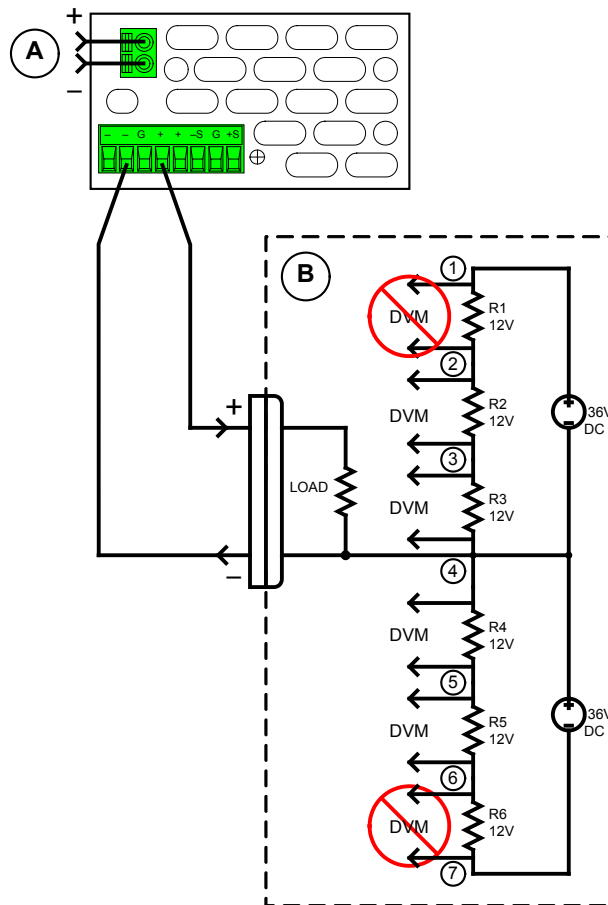 +
A
–
– – G + + –S G +S
B
1
R1
12V
DVM
2
R2
12V
DVM
36V
DC
+
3
LOAD
R3
12V
DVM
–
4
R4
12V
DVM
5
R5
12V
DVM
36V
DC
6
R6
12V
DVM
7